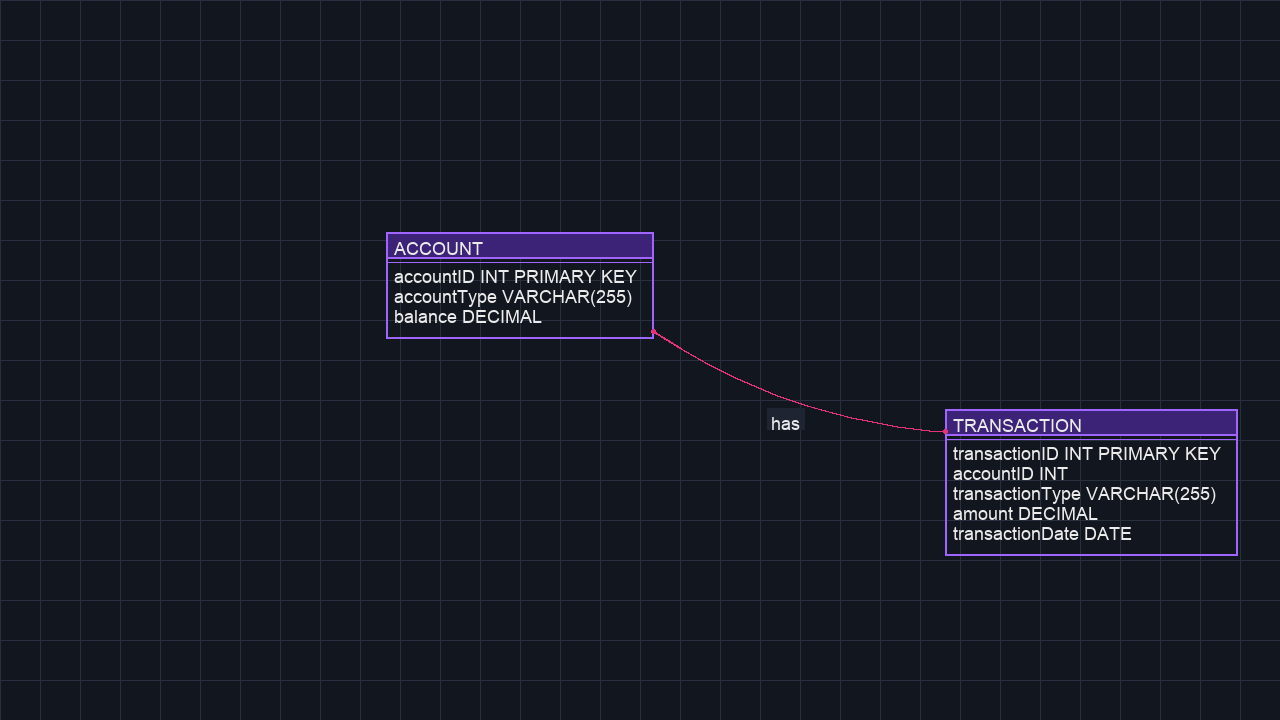 ACCOUNT
accountID INT PRIMARY KEY
accountType VARCHAR(255)
balance DECIMAL
has
TRANSACTION
transactionID INT PRIMARY KEY
accountID INT
transactionType VARCHAR(255)
amount DECIMAL
transactionDate DATE